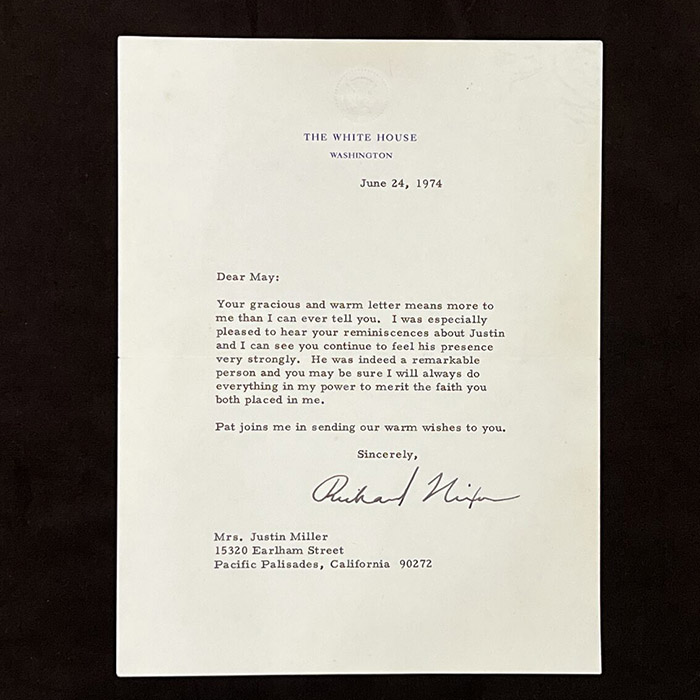 THE WHITE HOUSE
WASHINGTON
June 24, 1974
Dear May:
Your gracious and warm letter means more to
me than I can ever tell you. I was especially
pleased to hear your reminiscences about Justin
and I can see you continue to feel his presence
very strongly. He was indeed a remarkable
person and you may be sure I will always do
everything in my power to merit the faith you
both placed in me.
Pat joins me in sending our warm wishes to you.
Sincerely,
Richard Nixon
Mrs. Justin Miller
15320 Earlham Street
Pacific Palisades, California 90272